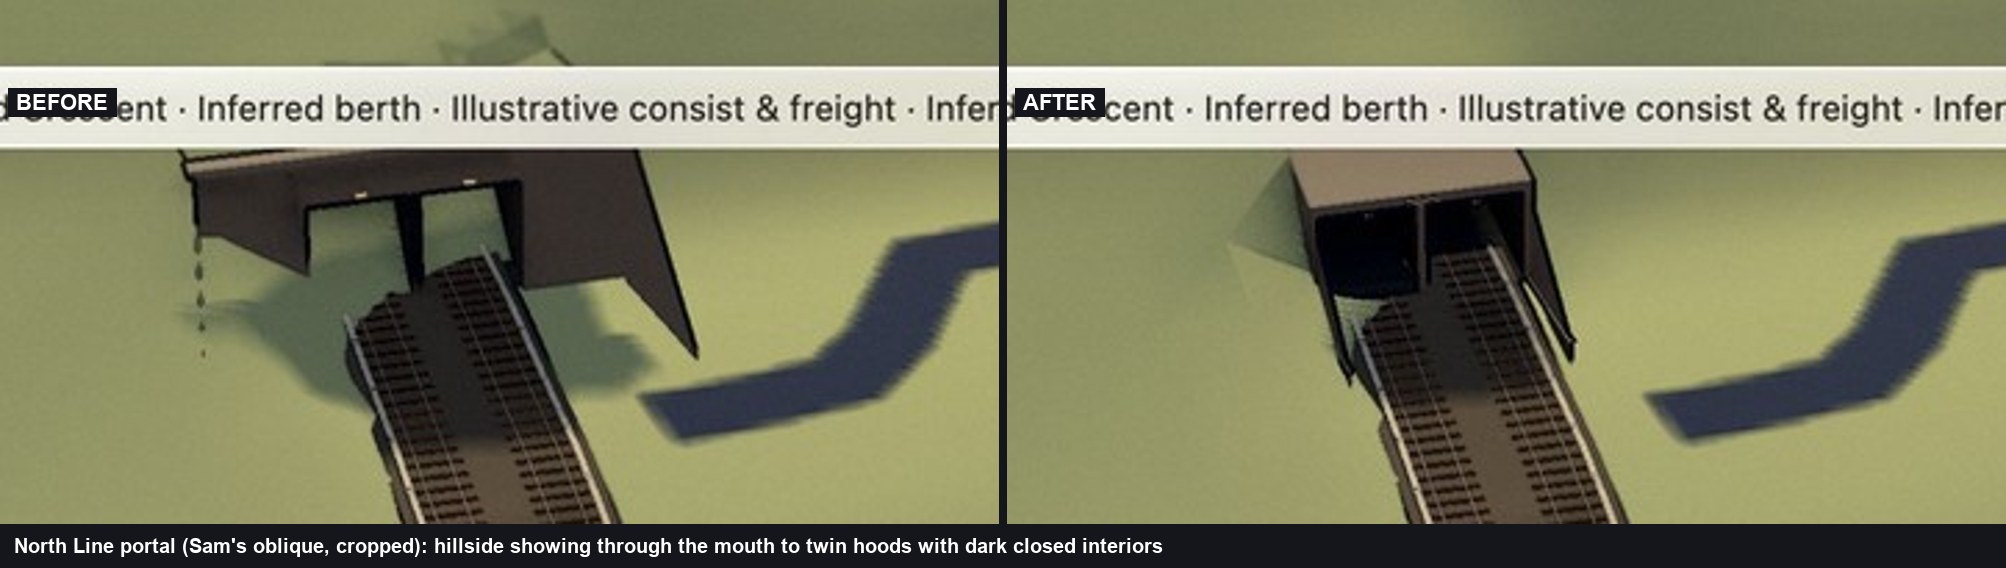 BEFORE
ent · Inferred berth · Illustrative consist & freight · Infer
AFTER
cent · Inferred berth · Illustrative consist & freight · Infer
North Line portal (Sam's oblique, cropped): hillside showing through the mouth to twin hoods with dark closed interiors